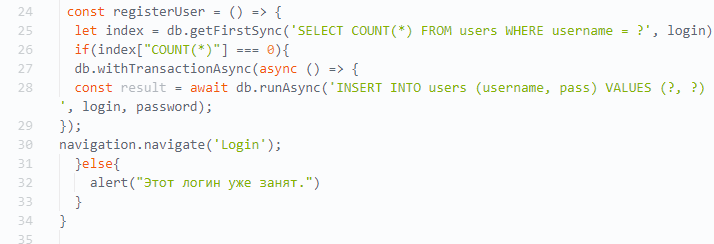 24 const registerUser = () => {
25 let index = db.getFirstSync('SELECT COUNT(*) FROM users WHERE username = ?', login)
26 if(index["COUNT(*)"] === 0){
27 db.withTransactionAsync(async () => {
28 const result = await db.runAsync('INSERT INTO users (username, pass) VALUES (?, ?)
', login, password);
29 });
30 navigation.navigate('Login');
31 }else{
32 alert("Этот логин уже занят.")
33 }
34 }
35